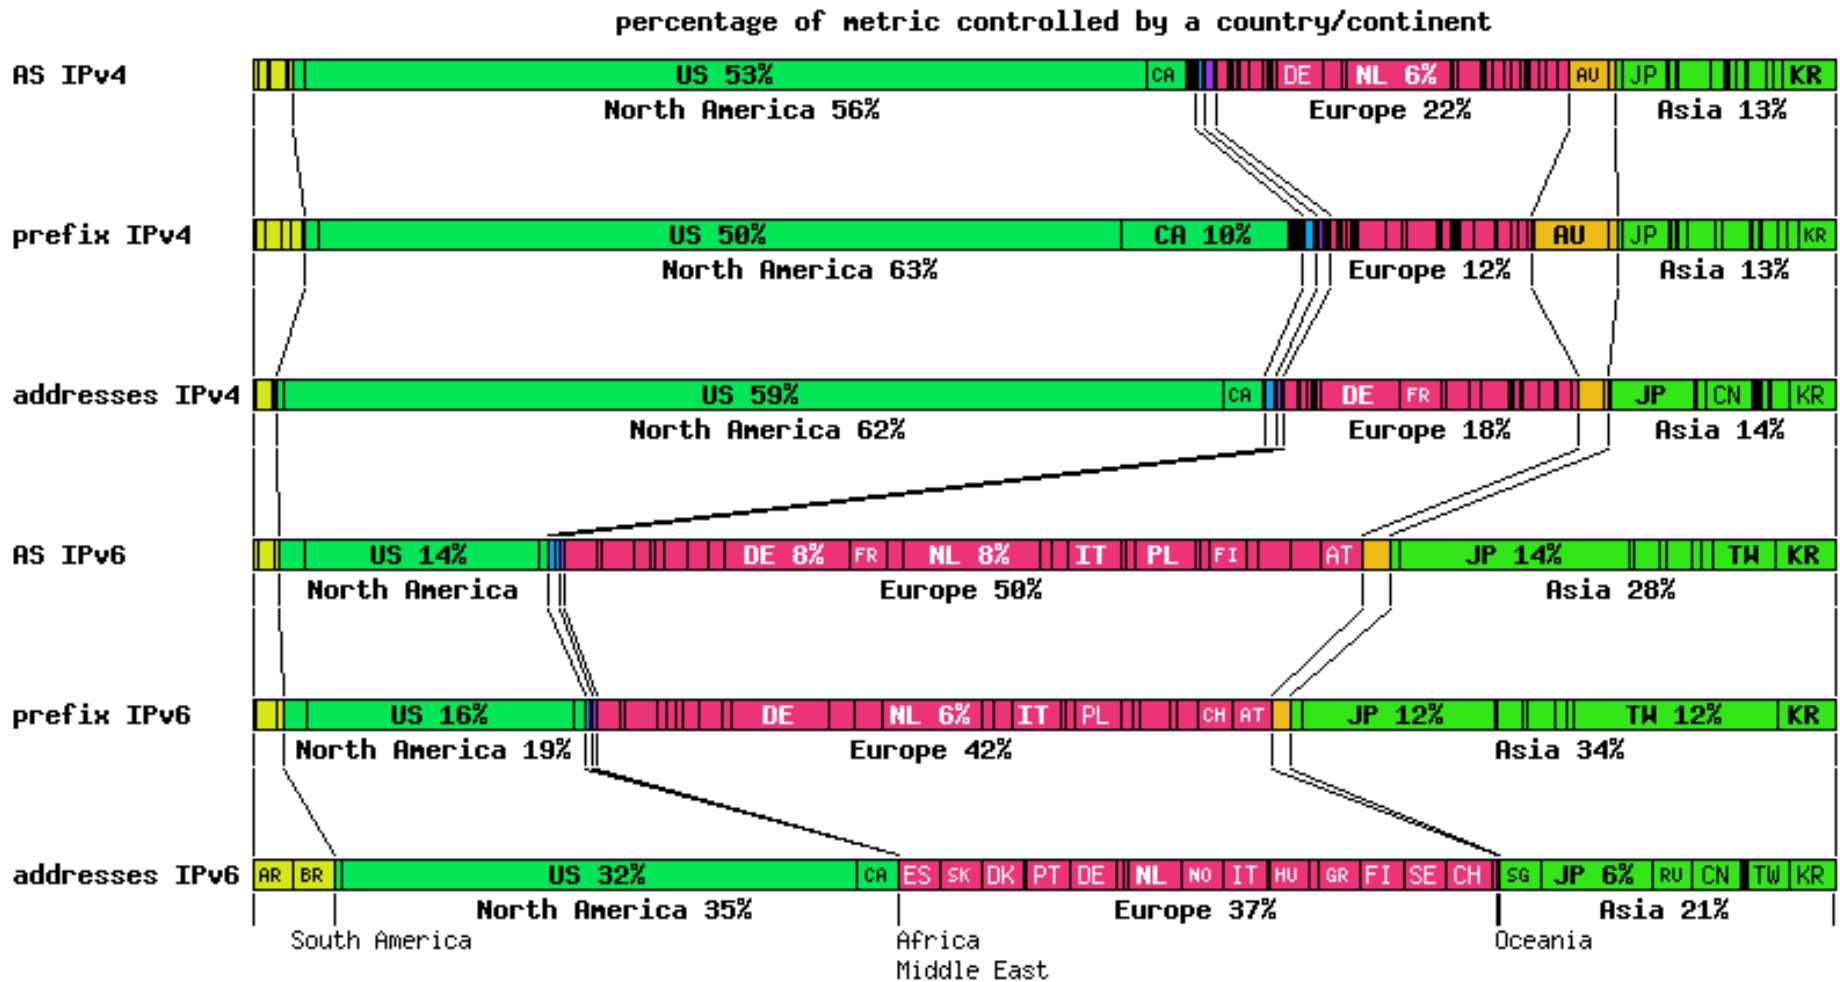 percentage of metric controlled by a country/continent
AS IPv4 US 53% CA DE NL 6% AU JP KR
North America 56% Europe 22% Asia 13%
prefix IPv4 US 50% CA 10% AU JP KR
North America 63% Europe 12% Asia 13%
addresses IPv4 US 59% CA DE FR JP CN KR
North America 62% Europe 18% Asia 14%
AS IPv6 US 14% DE 8% FR NL 8% IT PL FI AT JP 14% TW KR
North America Europe 50% Asia 28%
prefix IPv6 US 16% DE NL 6% IT PL CH AT JP 12% TW 12% KR
North America 19% Europe 42% Asia 34%
addresses IPv6 AR BR US 32% CA ES SK DK PT DE NL NO IT HU GR FI SE CH SG JP 6% RU CN TW KR
North America 35% Europe 37% Asia 21%
South America Africa Oceania
Middle East